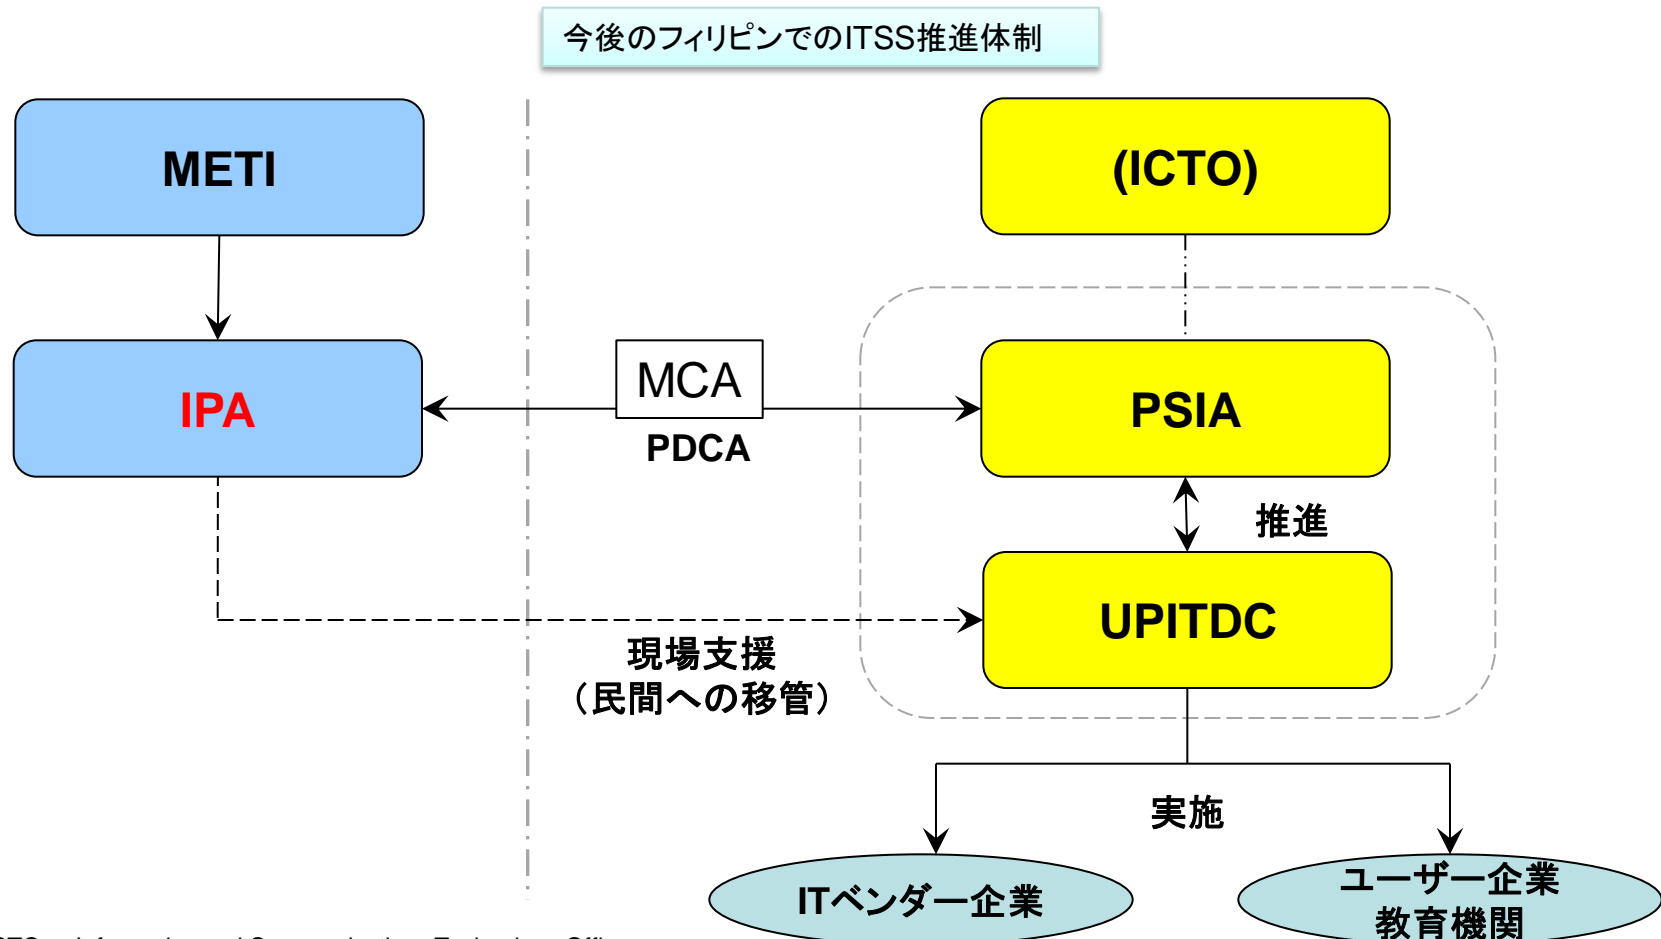 今後のフィリピンでのITSS推進体制
METI
(ICTO)
IPA
MCA
PDCA
PSIA
推進
UPITDC
現場支援
（民間への移管）
実施
ITベンダー企業
ユーザー企業
教育機関